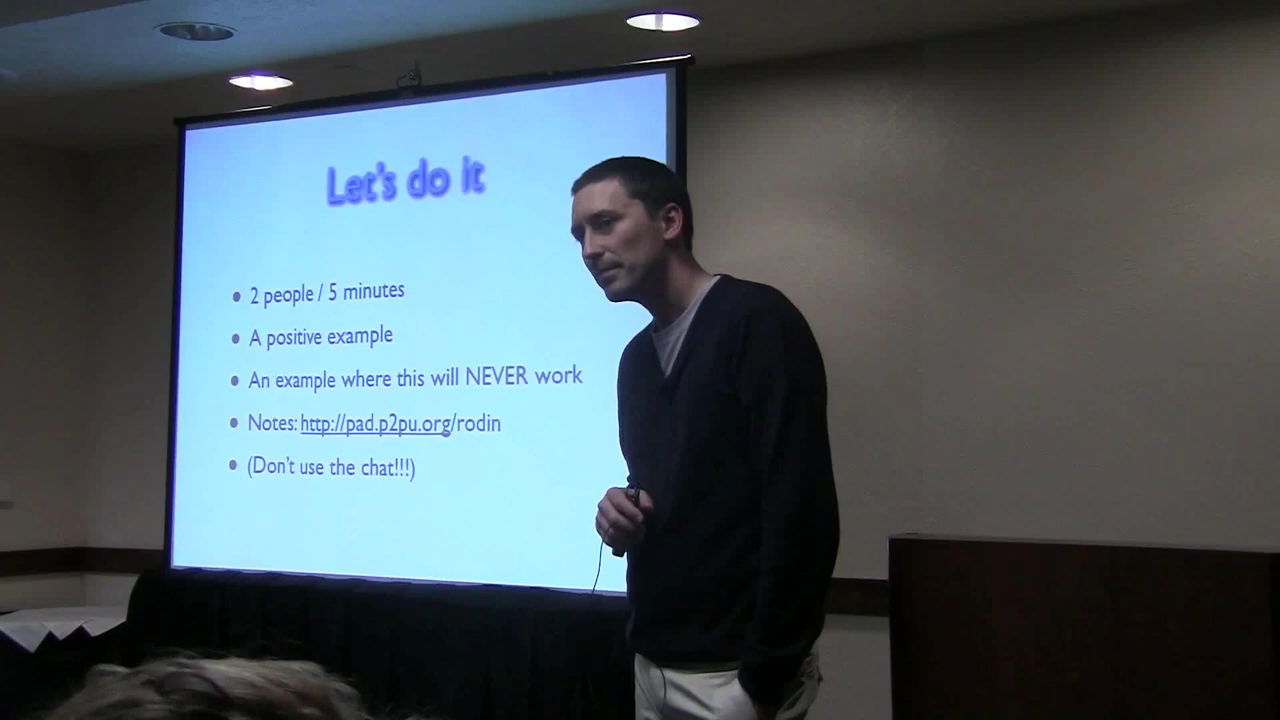 Let's do it
2 people / 5 minutes
A positive example
An example where this will NEVER work
Notes: http://pad.p2pu.org/rodin
(Don't use the chat!!!)